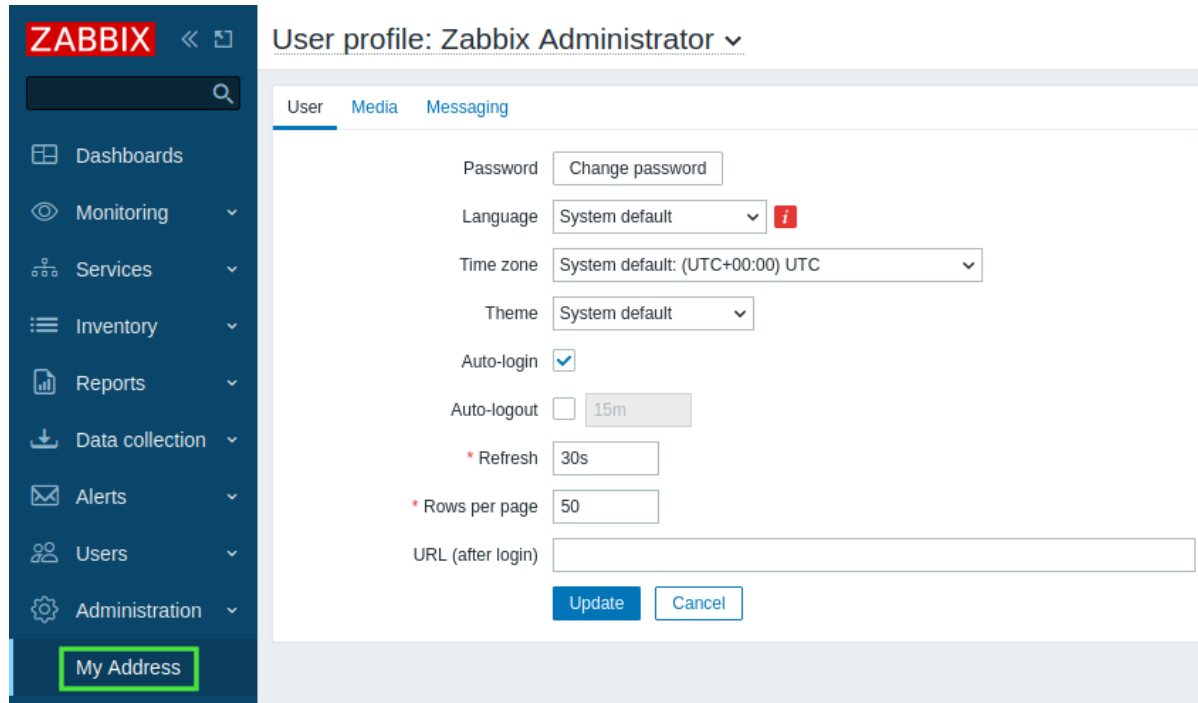 ZABBIX
User profile: Zabbix Administrator
User Media Messaging
Dashboards
Monitoring
Services
Inventory
Reports
Data collection
Alerts
Users
Administration
My Address
Password Change password
Language System default i
Time zone System default: (UTC+00:00) UTC
Theme System default
Auto-login
Auto-logout 15m
* Refresh 30s
* Rows per page 50
URL (after login)
Update Cancel